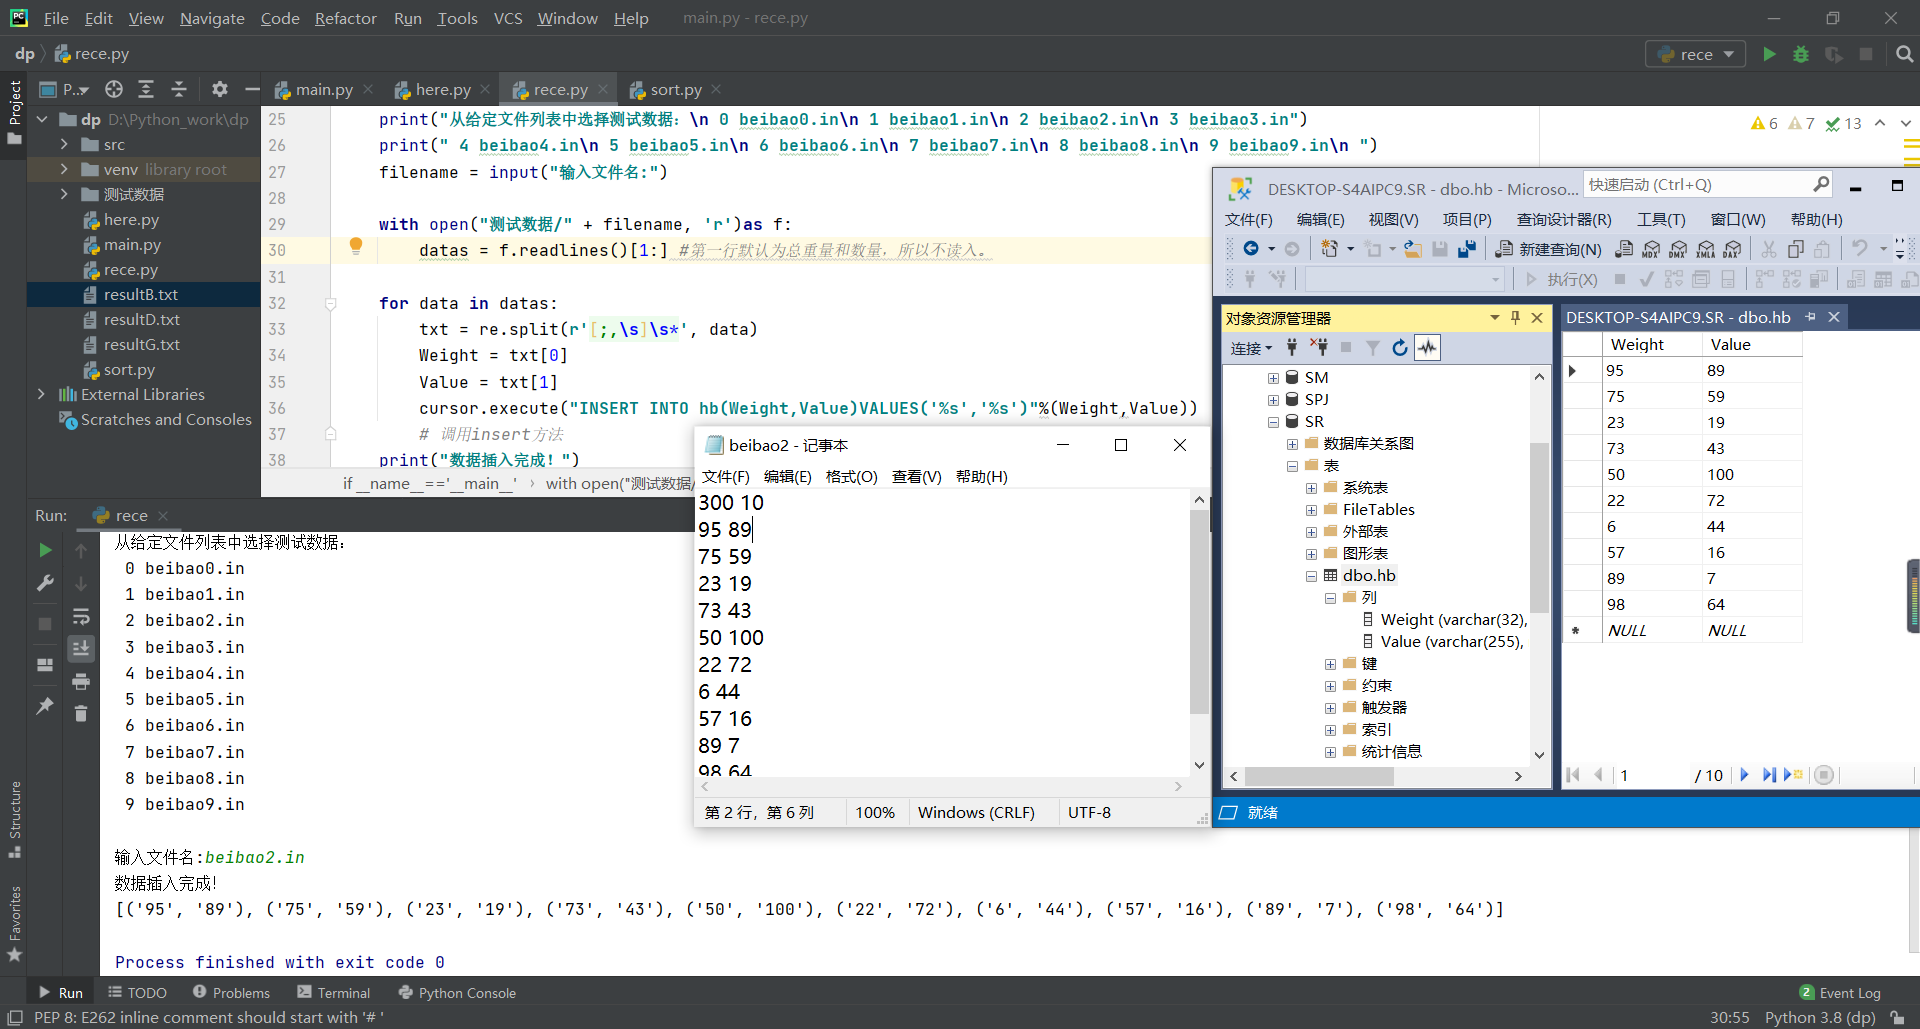 File Edit View Navigate Code Refactor Run Tools VCS Window Help main.py - rece.py
dp rece.py
rece
Project
P...
main.py
here.py
rece.py
sort.py
dp D:\Python_work\dp
src
venv library root
测试数据
here.py
main.py
rece.py
resultB.txt
resultD.txt
resultG.txt
sort.py
External Libraries
Scratches and Consoles
6 7 13
25 print("从给定文件列表中选择测试数据：\n 0 beibao0.in\n 1 beibao1.in\n 2 beibao2.in\n 3 beibao3.in")
26 print(" 4 beibao4.in\n 5 beibao5.in\n 6 beibao6.in\n 7 beibao7.in\n 8 beibao8.in\n 9 beibao9.in\n ")
27 filename = input("输入文件名:")
28
29 with open("测试数据/" + filename, 'r')as f:
30 datas = f.readlines()[1:] #第一行默认为总重量和数量，所以不读入。
31
32 for data in datas:
33 txt = re.split(r'[;,\s]\s*', data)
34 Weight = txt[0]
35 Value = txt[1]
36 cursor.execute("INSERT INTO hb(Weight,Value)VALUES('%s','%s')"%(Weight,Value))
37 # 调用insert方法
38 print("数据插入完成！")
if __name__=='__main__' › with open("测试数据/
Run: rece
从给定文件列表中选择测试数据：
0 beibao0.in
1 beibao1.in
2 beibao2.in
3 beibao3.in
4 beibao4.in
5 beibao5.in
6 beibao6.in
7 beibao7.in
8 beibao8.in
9 beibao9.in
输入文件名:beibao2.in
数据插入完成！
[('95', '89'), ('75', '59'), ('23', '19'), ('73', '43'), ('50', '100'), ('22', '72'), ('6', '44'), ('57', '16'), ('89', '7'), ('98', '64')]
Process finished with exit code 0
Structure
Favorites
beibao2 - 记事本
文件(F) 编辑(E) 格式(O) 查看(V) 帮助(H)
300 10
95 89
75 59
23 19
73 43
50 100
22 72
6 44
57 16
89 7
98 64
第 2 行，第 6 列 100% Windows (CRLF) UTF-8
DESKTOP-S4AIPC9.SR - dbo.hb - Microso... 快速启动 (Ctrl+Q)
文件(F) 编辑(E) 视图(V) 项目(P) 查询设计器(R) 工具(T) 窗口(W) 帮助(H)
新建查询(N) MDX DMX XMLA DAX
执行(X)
对象资源管理器
连接
SM
SPJ
SR
数据库关系图
表
系统表
FileTables
外部表
图形表
dbo.hb
列
Weight (varchar(32),
Value (varchar(255),
键
约束
触发器
索引
统计信息
DESKTOP-S4AIPC9.SR - dbo.hb
Weight Value
95 89
75 59
23 19
73 43
50 100
22 72
6 44
57 16
89 7
98 64
NULL NULL
1 / 10
就绪
Run TODO Problems Terminal Python Console 2 Event Log
PEP 8: E262 inline comment should start with '# ' 30:55 Python 3.8 (dp)